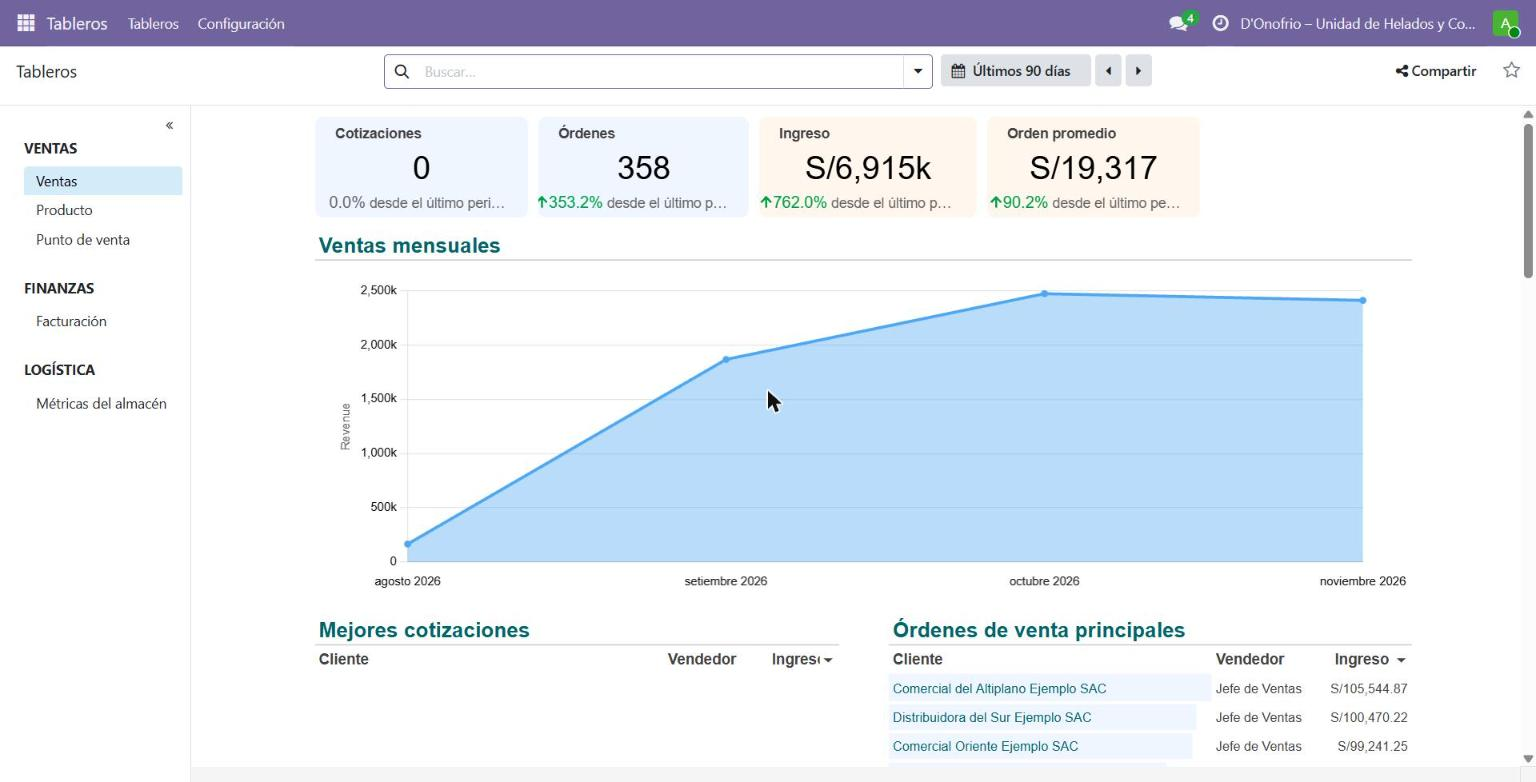 Tableros
Tableros
Configuración
4
D'Onofrio – Unidad de Helados y Co...
A
Tableros
Buscar...
Últimos 90 días
Compartir
VENTAS
Ventas
Producto
Punto de venta
FINANZAS
Facturación
LOGÍSTICA
Métricas del almacén
Cotizaciones
0
0.0% desde el último peri...
Órdenes
358
353.2% desde el último p...
Ingreso
S/6,915k
762.0% desde el último p...
Orden promedio
S/19,317
90.2% desde el último pe...
Ventas mensuales
2,500k
2,000k
1,500k
1,000k
500k
0
Revenue
agosto 2026
setiembre 2026
octubre 2026
noviembre 2026
Mejores cotizaciones
Cliente Vendedor Ingres
Órdenes de venta principales
Cliente Vendedor Ingreso
Comercial del Altiplano Ejemplo SAC Jefe de Ventas S/105,544.87
Distribuidora del Sur Ejemplo SAC Jefe de Ventas S/100,470.22
Comercial Oriente Ejemplo SAC Jefe de Ventas S/99,241.25